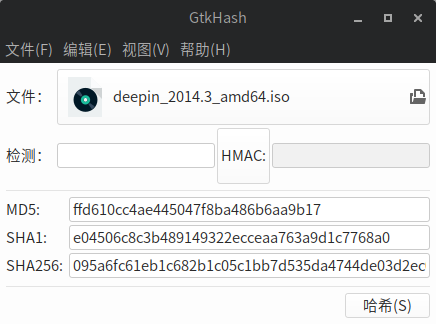 GtkHash
文件(F) 编辑(E) 视图(V) 帮助(H)
文件： deepin_2014.3_amd64.iso
检测： HMAC:
MD5: ffd610cc4ae445047f8ba486b6aa9b17
SHA1: e04506c8c3b489149322ecceaa763a9d1c7768a0
SHA256: 095a6fc61eb1c682b1c05c1bb7d535da4744de03d2ec
哈希(S)